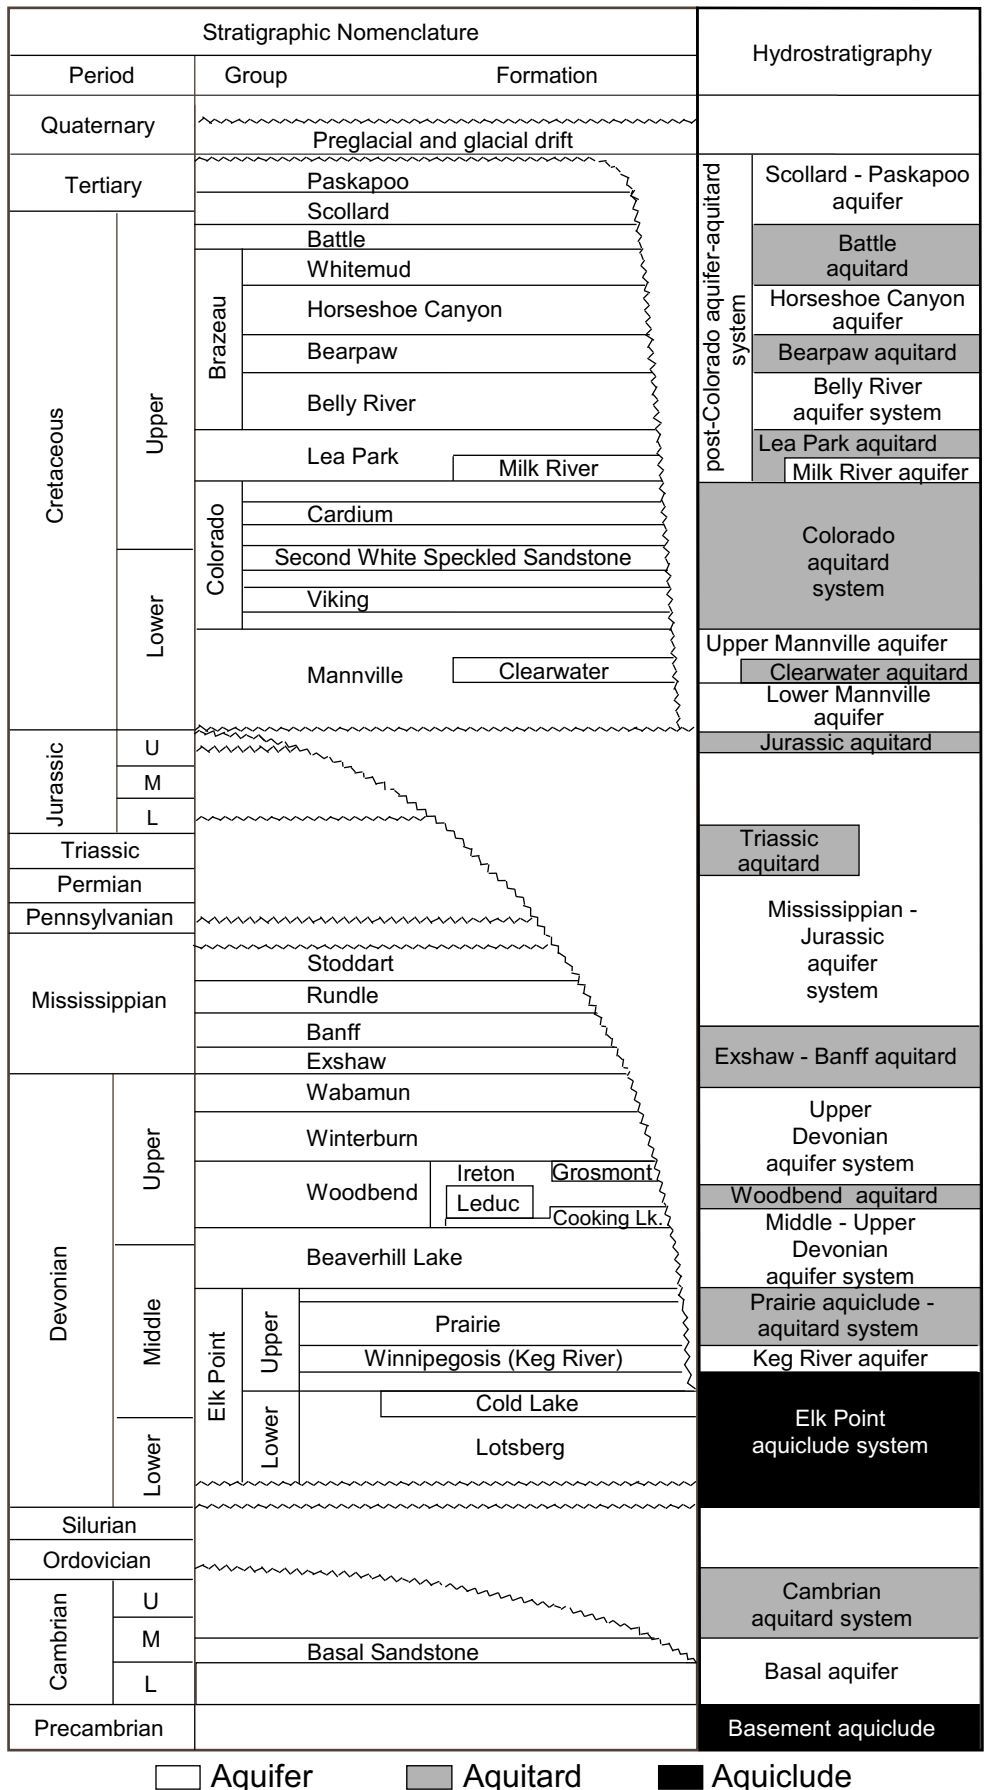 Stratigraphic Nomenclature
Hydrostratigraphy
Period
Group
Formation
Quaternary
Preglacial and glacial drift
Tertiary
Cretaceous
Upper
Lower
Paskapoo
Scollard
Battle
Brazeau
Whitemud
Horseshoe Canyon
Bearpaw
Belly River
Lea Park
Milk River
Colorado
Cardium
Second White Speckled Sandstone
Viking
Mannville
Clearwater
Jurassic
U
M
L
Triassic
Permian
Pennsylvanian
Mississippian
Stoddart
Rundle
Banff
Exshaw
Devonian
Upper
Middle
Lower
Wabamun
Winterburn
Woodbend
Ireton
Grosmont
Leduc
Cooking Lk.
Beaverhill Lake
Elk Point
Upper
Lower
Prairie
Winnipegosis (Keg River)
Cold Lake
Lotsberg
Silurian
Ordovician
Cambrian
U
M
L
Basal Sandstone
Precambrian
post-Colorado aquifer-aquitard
system
Scollard - Paskapoo
aquifer
Battle
aquitard
Horseshoe Canyon
aquifer
Bearpaw aquitard
Belly River
aquifer system
Lea Park aquitard
Milk River aquifer
Colorado
aquitard
system
Upper Mannville aquifer
Clearwater aquitard
Lower Mannville
aquifer
Jurassic aquitard
Triassic
aquitard
Mississippian -
Jurassic
aquifer
system
Exshaw - Banff aquitard
Upper
Devonian
aquifer system
Woodbend aquitard
Middle - Upper
Devonian
aquifer system
Prairie aquiclude -
aquitard system
Keg River aquifer
Elk Point
aquiclude system
Cambrian
aquitard system
Basal aquifer
Basement aquiclude
Aquifer
Aquitard
Aquiclude